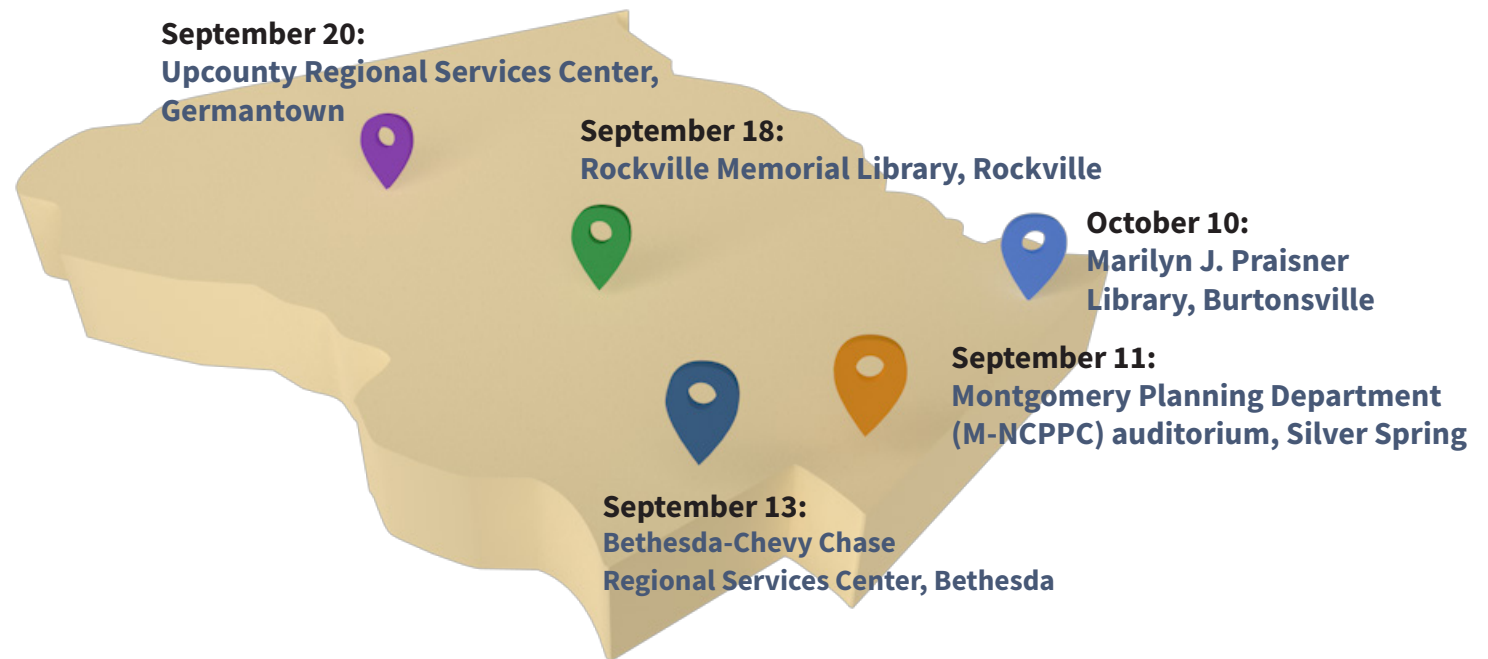 September 20:
Upcounty Regional Services Center,
Germantown
September 18:
Rockville Memorial Library, Rockville
October 10:
Marilyn J. Praisner
Library, Burtonsville
September 11:
Montgomery Planning Department
(M-NCPPC) auditorium, Silver Spring
September 13:
Bethesda-Chevy Chase
Regional Services Center, Bethesda